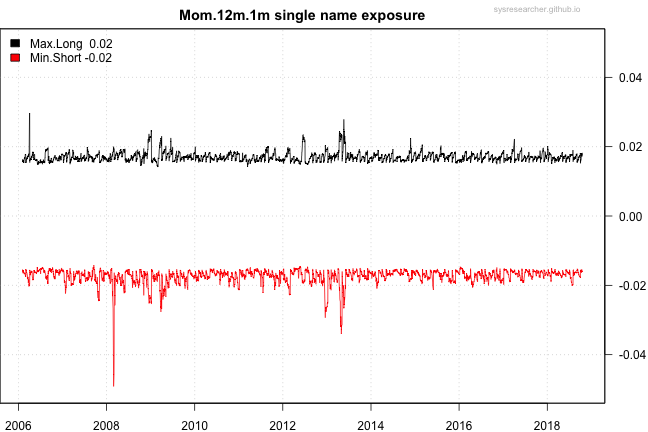 Mom.12m.1m single name exposure
sysresearcher.github.io
Max.Long 0.02
Min.Short -0.02
0.04
0.02
0.00
-0.02
-0.04
2006 2008 2010 2012 2014 2016 2018